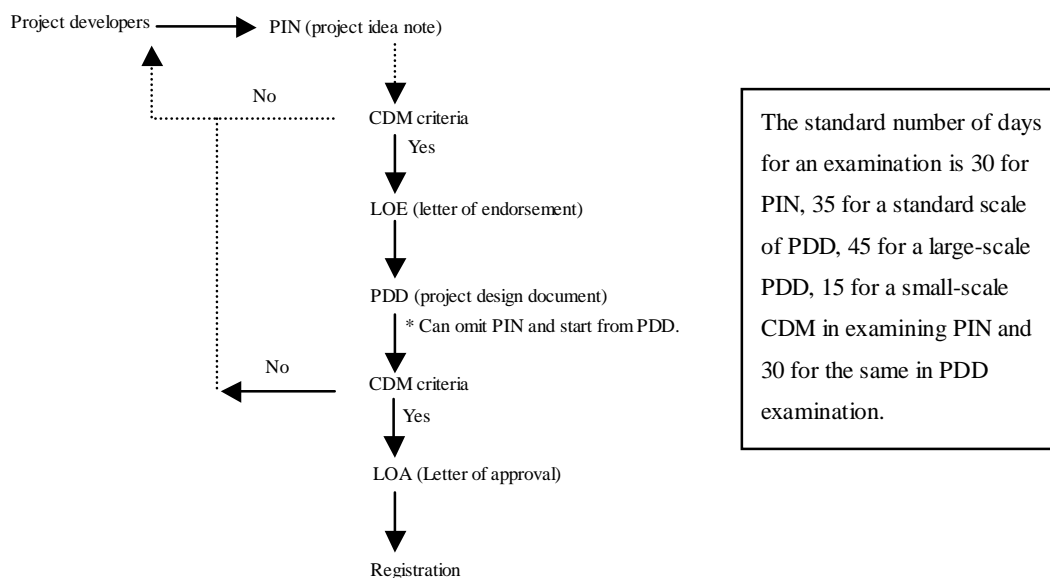 Project developers
PIN (project idea note)
No
CDM criteria
Yes
LOE (letter of endorsement)
PDD (project design document)
* Can omit PIN and start from PDD.
No
CDM criteria
Yes
LOA (Letter of approval)
Registration
The standard number of days
for an examination is 30 for
PIN, 35 for a standard scale
of PDD, 45 for a large-scale
PDD, 15 for a small-scale
CDM in examining PIN and
30 for the same in PDD
examination.